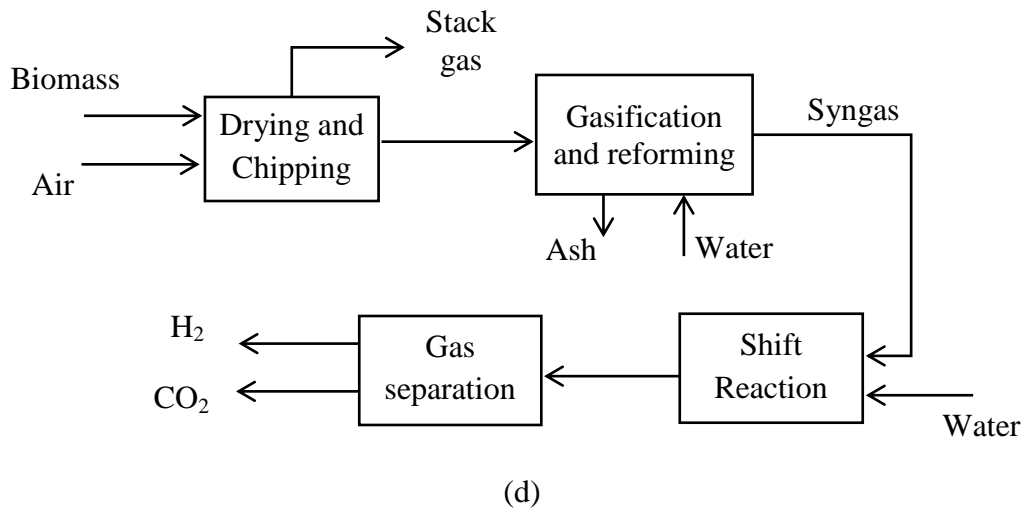 Stack
gas
Biomass
Air
Drying and
Chipping
Gasification
and reforming
Syngas
Ash
Water
H₂
CO₂
Gas
separation
Shift
Reaction
Water
(d)